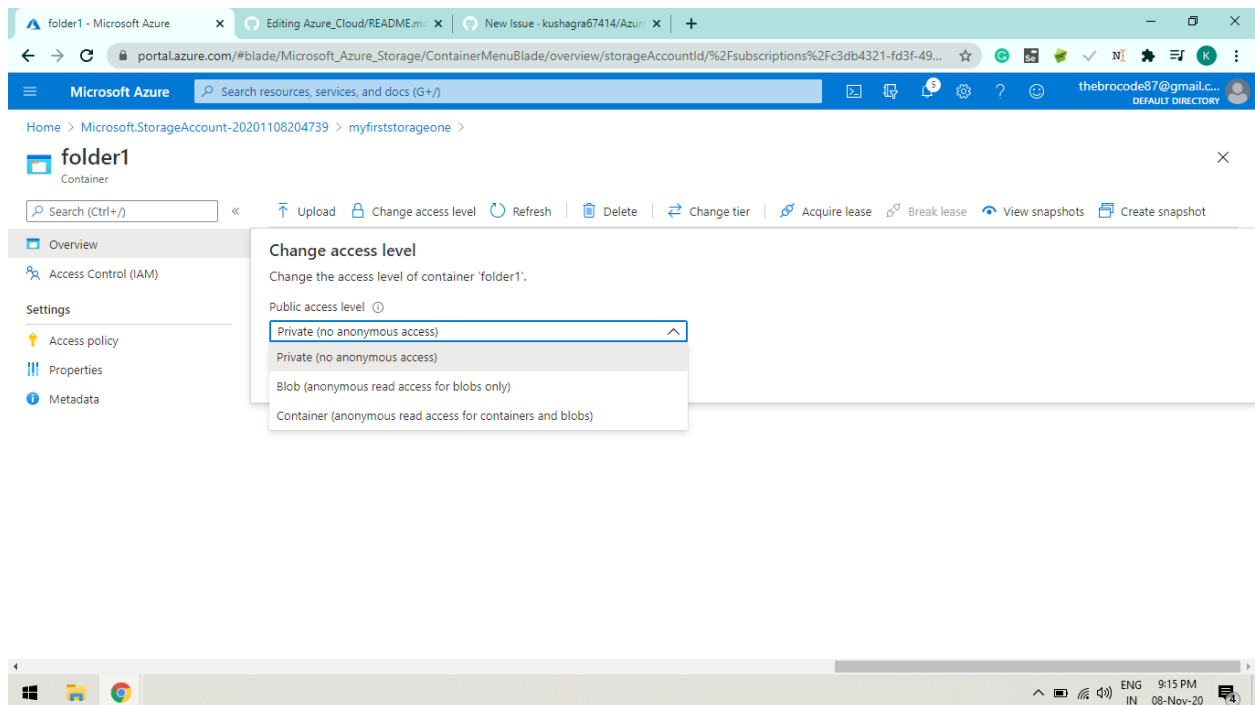 folder1 - Microsoft Azure
Editing Azure_Cloud/README.m
New Issue · kushagra67414/Azur
portal.azure.com/#blade/Microsoft_Azure_Storage/ContainerMenuBlade/overview/storageAccountId/%2Fsubscriptions%2Fc3db4321-fd3f-49...
Microsoft Azure
Search resources, services, and docs (G+/)
5
thebrocode87@gmail.c...
DEFAULT DIRECTORY
Home > Microsoft.StorageAccount-20201108204739 > myfirststorageone >
folder1
Container
Search (Ctrl+/)
«
Upload
Change access level
Refresh
Delete
Change tier
Acquire lease
Break lease
View snapshots
Create snapshot
Overview
Access Control (IAM)
Settings
Access policy
Properties
Metadata
Change access level
Change the access level of container 'folder1'.
Public access level
Private (no anonymous access)
Private (no anonymous access)
Blob (anonymous read access for blobs only)
Container (anonymous read access for containers and blobs)
ENG
IN
9:15 PM
08-Nov-20
4